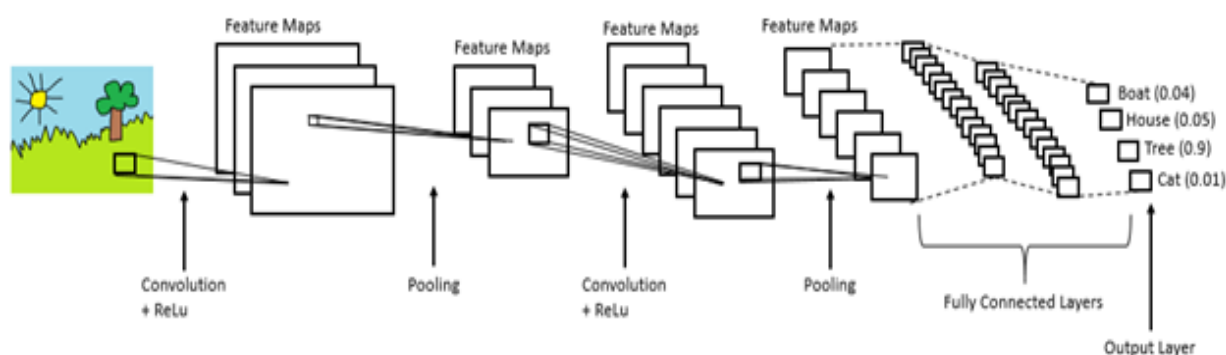 Feature Maps
Feature Maps
Feature Maps
Feature Maps
Boat (0.04)
House (0.05)
Tree (0.9)
Cat (0.01)
Convolution
+ ReLu
Pooling
Convolution
+ ReLu
Pooling
Fully Connected Layers
Output Layer